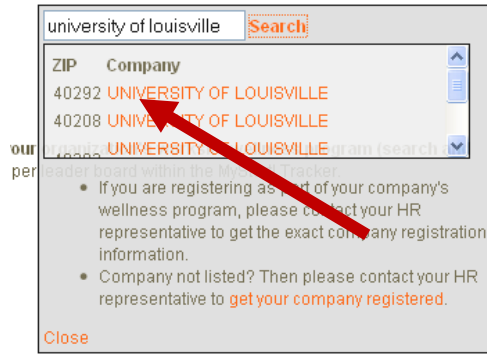 university of louisville Search
ZIP Company
40292 UNIVERSITY OF LOUISVILLE
40208 UNIVERSITY OF LOUISVILLE
UNIVERSITY OF LOUISVILLE
per leader board within the
If you are registering as part of your company's
wellness program, please contact your HR
representative to get the exact company registration
information.
Company not listed? Then please contact your HR
representative to get your company registered.
Close